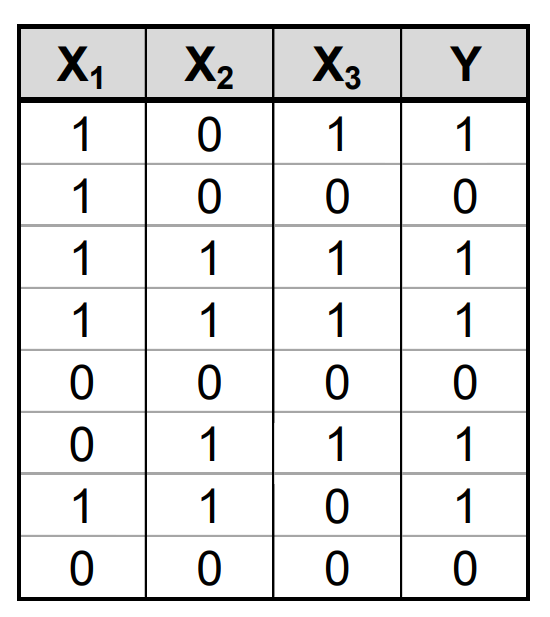 X₁ X₂ X₃ Y
1 0 1 1
1 0 0 0
1 1 1 1
1 1 1 1
0 0 0 0
0 1 1 1
1 1 0 1
0 0 0 0